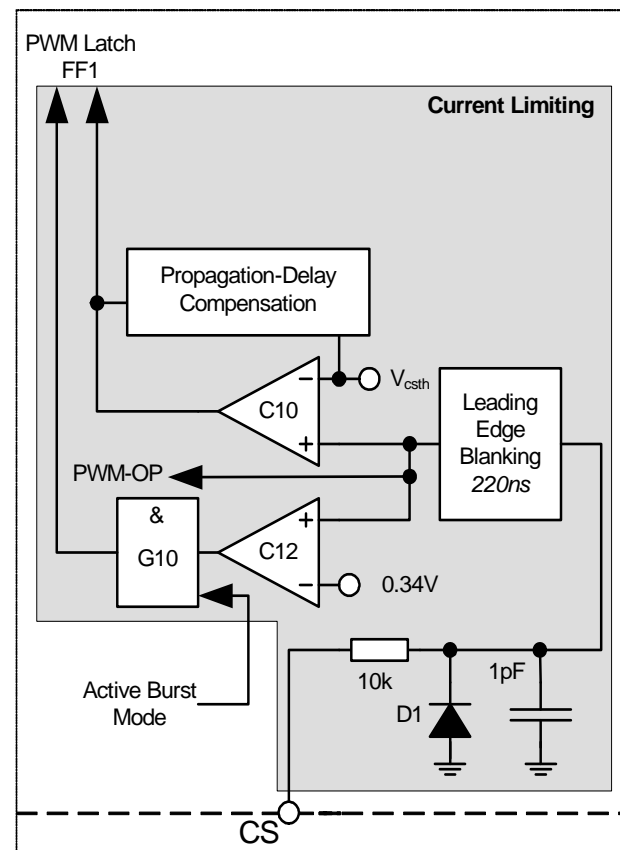 PWM Latch
FF1
Current Limiting
Propagation-Delay
Compensation
−
Vcsth
C10
+
Leading
Edge
Blanking
220ns
PWM-OP
&
G10
+
C12
−
0.34V
10k
1pF
D1
Active Burst
Mode
CS